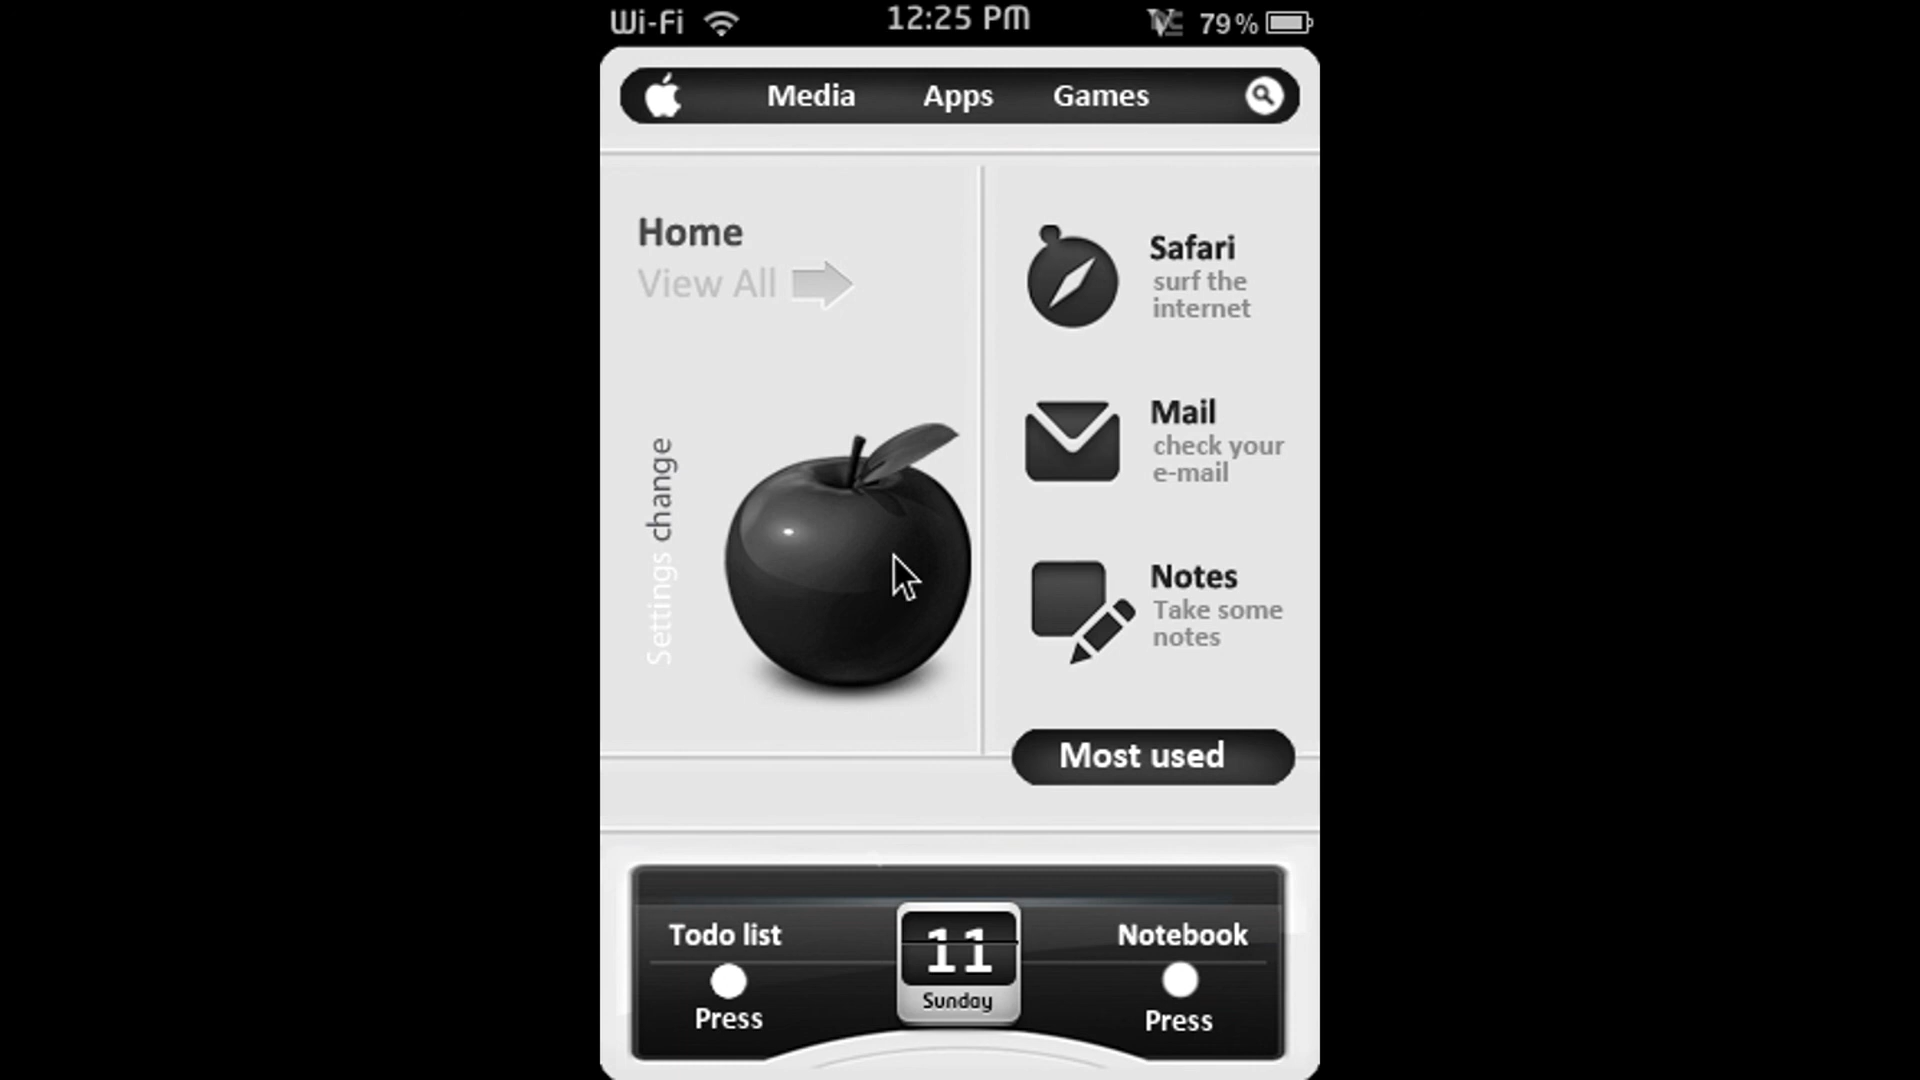 Wi-Fi
12:25 PM
79%
Media
Apps
Games
Home
View All
Settings change
Safari
surf the
internet
Mail
check your
e-mail
Notes
Take some
notes
Most used
Todo list
Press
11
Sunday
Notebook
Press